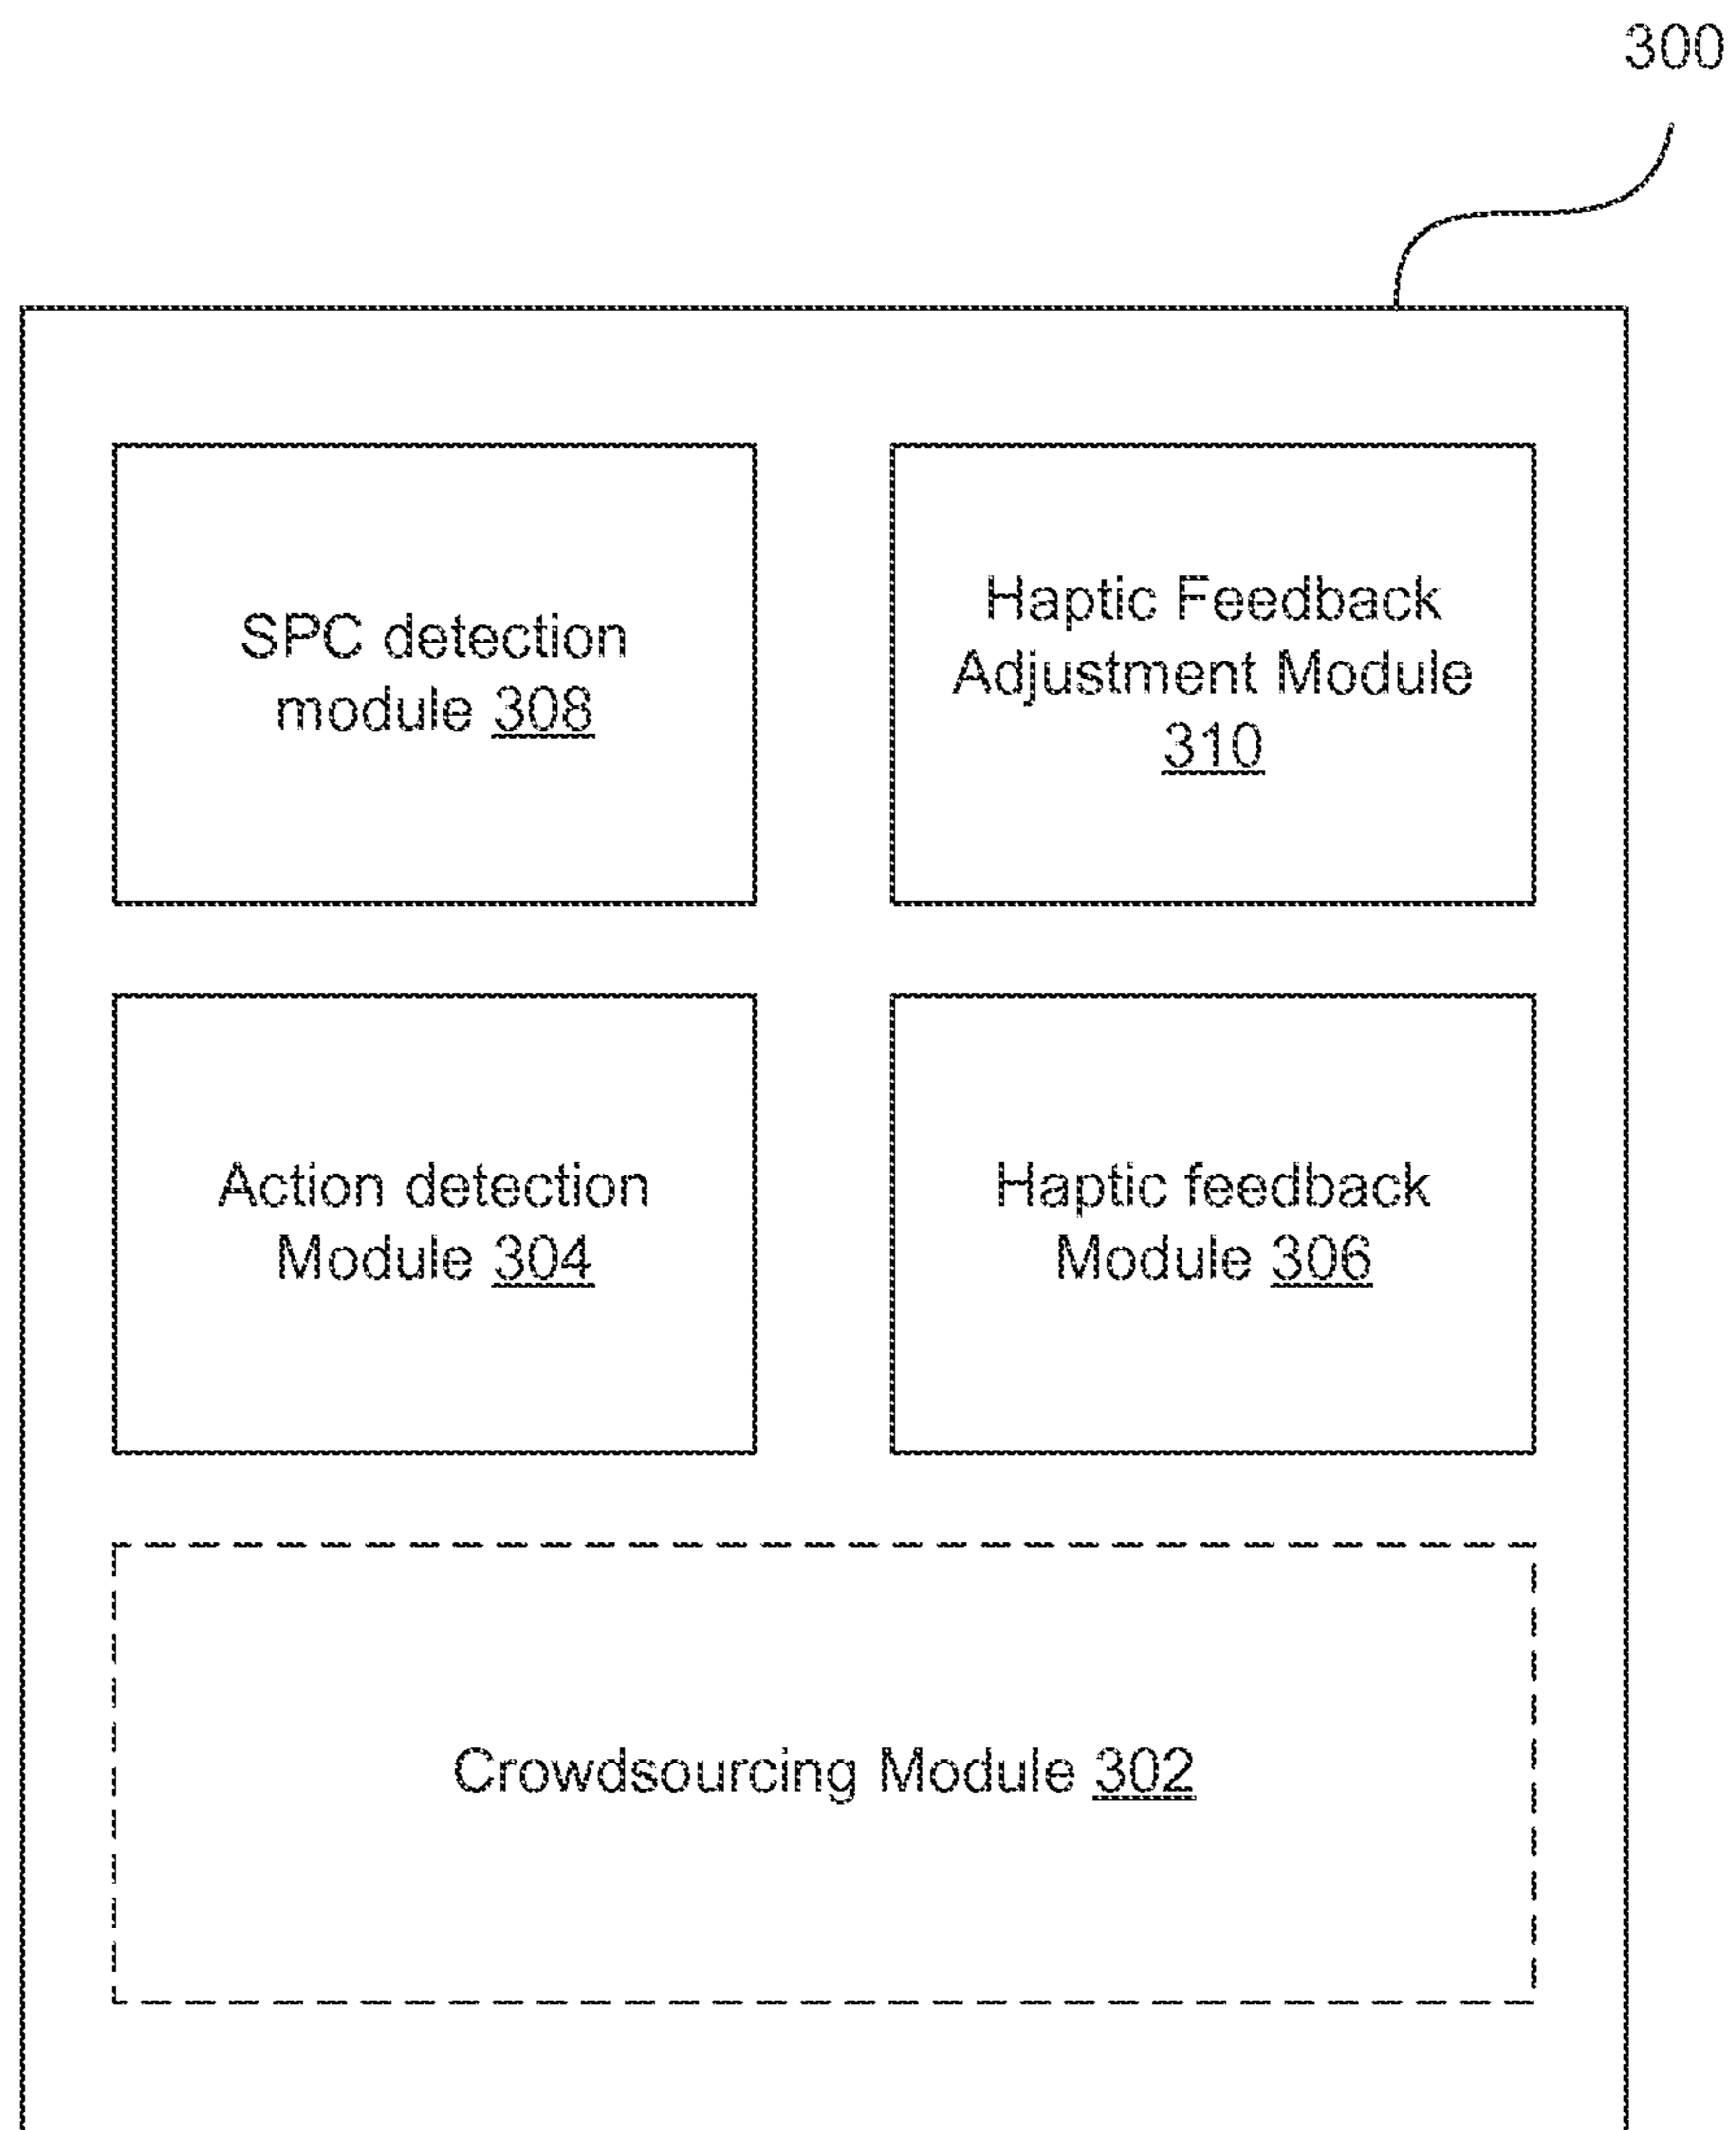 300
SPC detection
module 308
Haptic Feedback
Adjustment Module
310
Action detection
Module 304
Haptic feedback
Module 306
Crowdsourcing Module 302